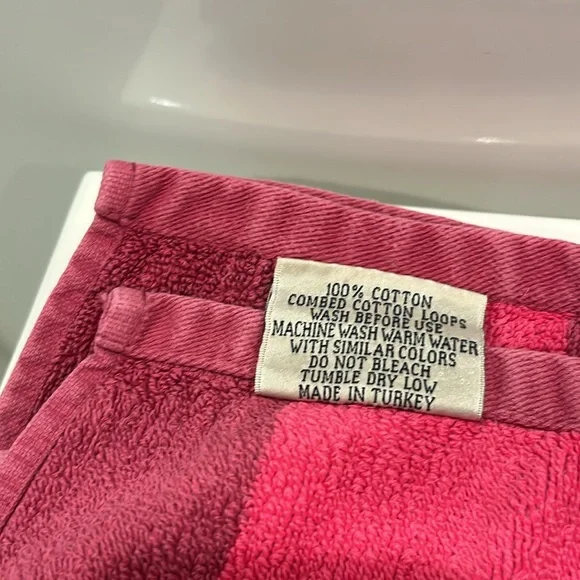 100% COTTON
COMBED COTTON LOOPS
WASH BEFORE USE
MACHINE WASH WARM WATER
WITH SIMILAR COLORS
DO NOT BLEACH
TUMBLE DRY LOW
MADE IN TURKEY